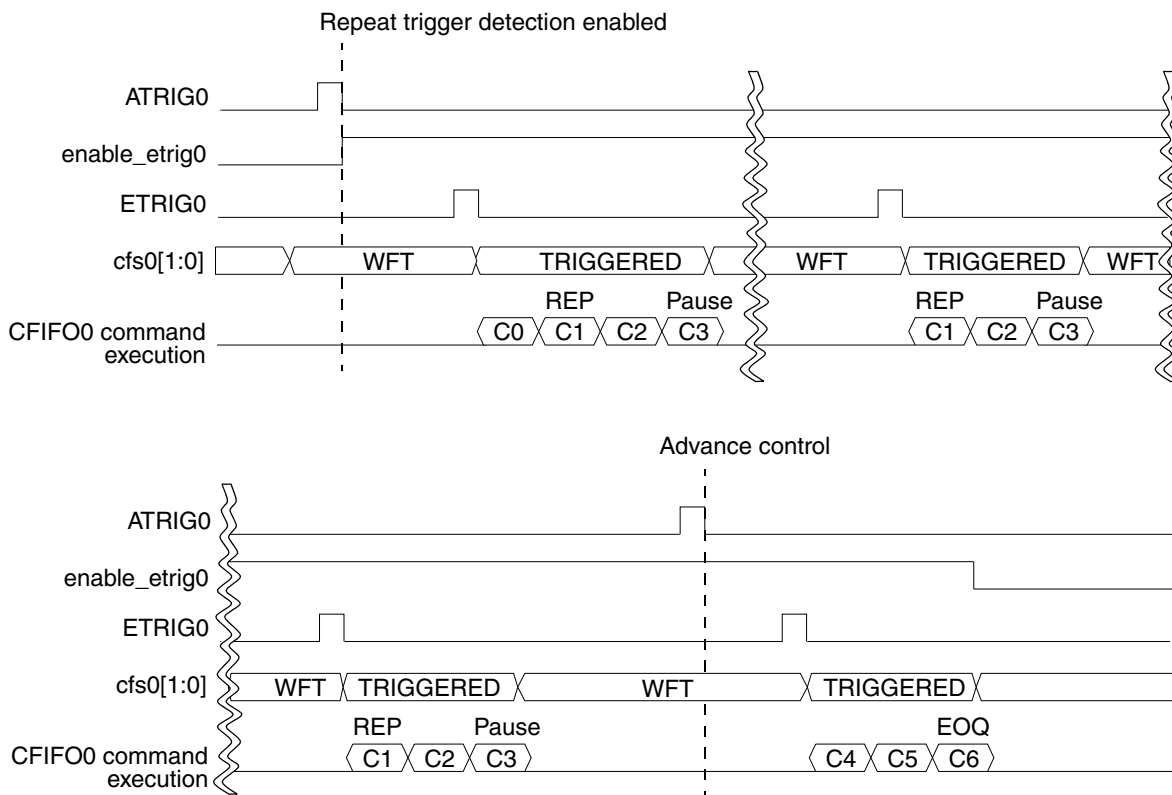 Repeat trigger detection enabled
ATRIG0
enable_etrig0
ETRIG0
cfs0[1:0]
WFT TRIGGERED WFT TRIGGERED WFT
REP Pause REP Pause
CFIFO0 command
execution
C0 C1 C2 C3 C1 C2 C3
Advance control
ATRIG0
enable_etrig0
ETRIG0
cfs0[1:0]
WFT TRIGGERED WFT TRIGGERED
REP Pause EOQ
CFIFO0 command
execution
C1 C2 C3 C4 C5 C6